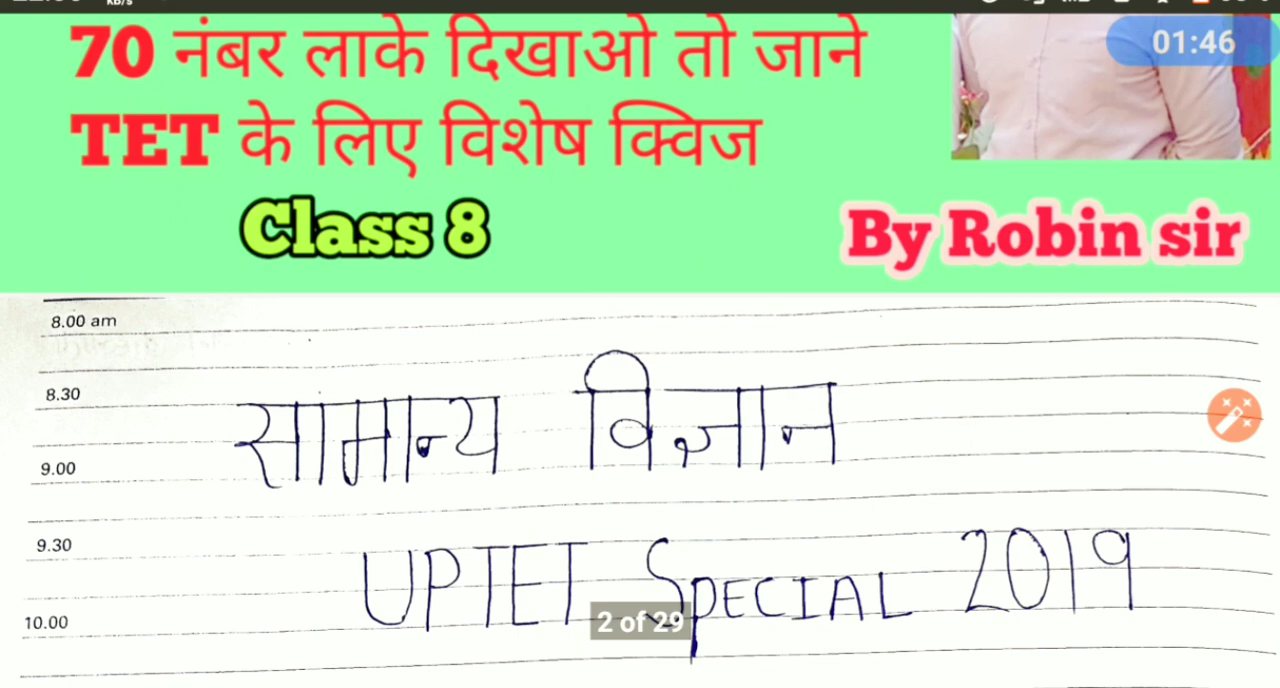 KB/s
01:46
70 नंबर लाके दिखाओ तो जाने
TET के लिए विशेष क्विज
Class 8
By Robin sir
8.00 am
8.30
सामान्य विज्ञान
9.00
9.30
UPTET SPECIAL 2019
2 of 29
10.00